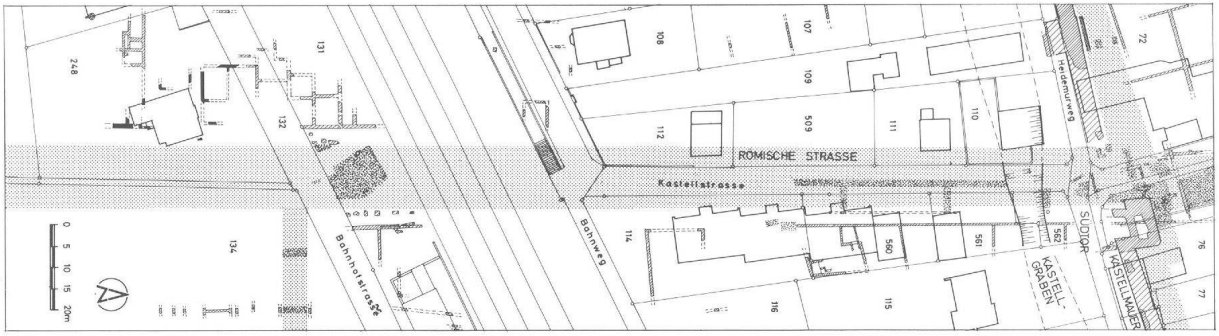 248
131
132
134
0
5
10
15
20m
Bahnhofstrasse
Bahnweg
108
107
109
112
509
111
110
72
Heidemurweg
RÖMISCHE STRASSE
Kastellstrasse
114
116
115
560
561
562
SÜDTOR
KASTELL-
GRABEN
KASTELLMAUER
76
77